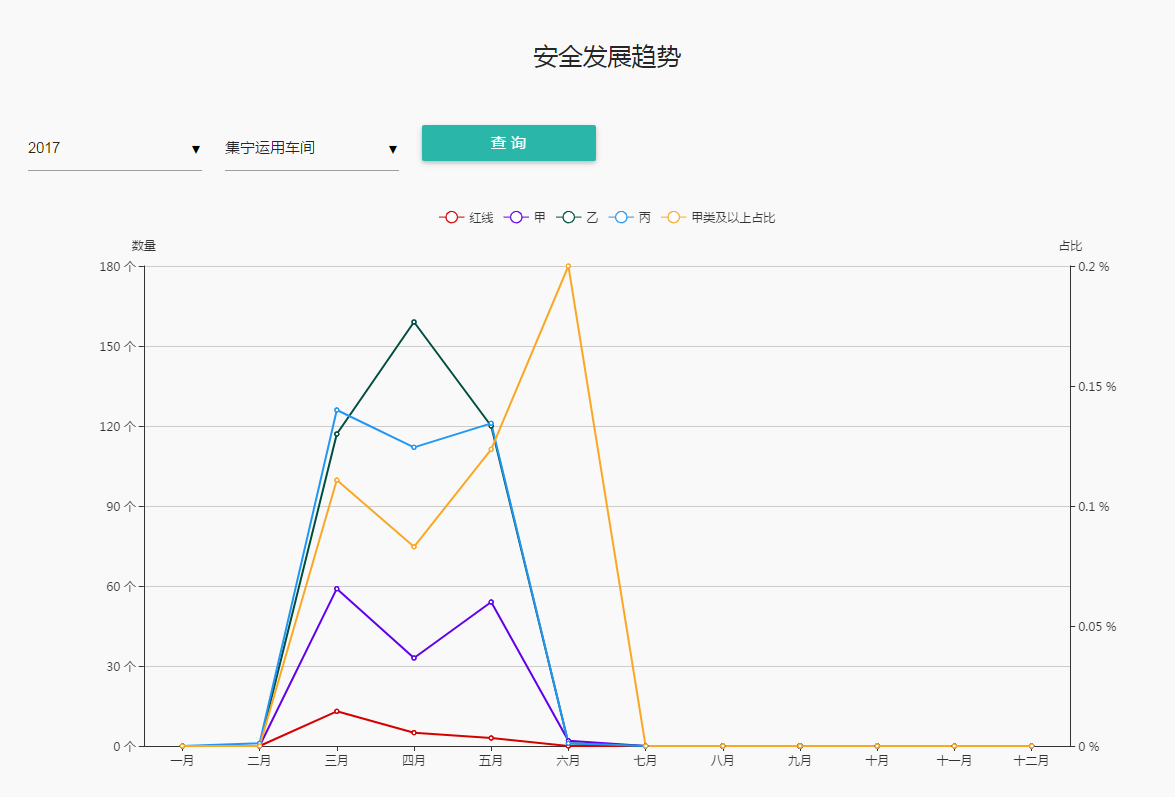 安全发展趋势
2017 ▼ 集宁运用车间 ▼ 查 询
红线 甲 乙 丙 甲类及以上占比
数量 占比
180 个 0.2 %
150 个
0.15 %
120 个
90 个 0.1 %
60 个
0.05 %
30 个
0 个 0 %
一月 二月 三月 四月 五月 六月 七月 八月 九月 十月 十一月 十二月